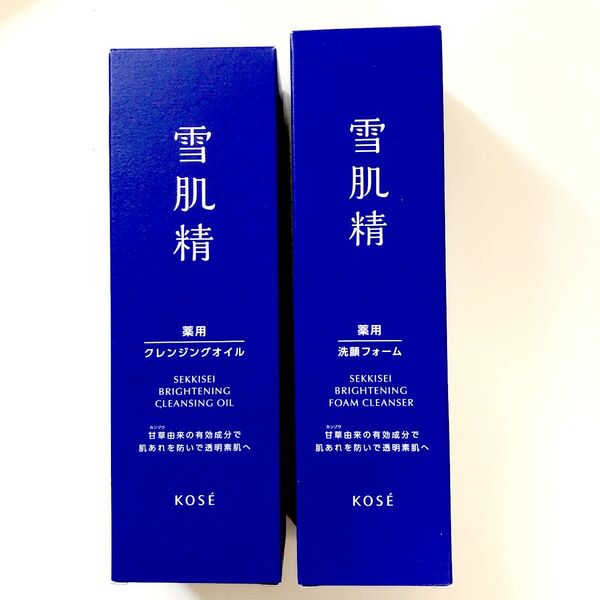 雪肌精
薬用
クレンジングオイル
SEKKISEI
BRIGHTENING
CLEANSING OIL
カンゾウ
甘草由来の有効成分で
肌あれを防いで透明素肌へ
KOSÉ
雪肌精
薬用
洗顔フォーム
SEKKISEI
BRIGHTENING
FOAM CLEANSER
カンゾウ
甘草由来の有効成分で
肌あれを防いで透明素肌へ
KOSÉ